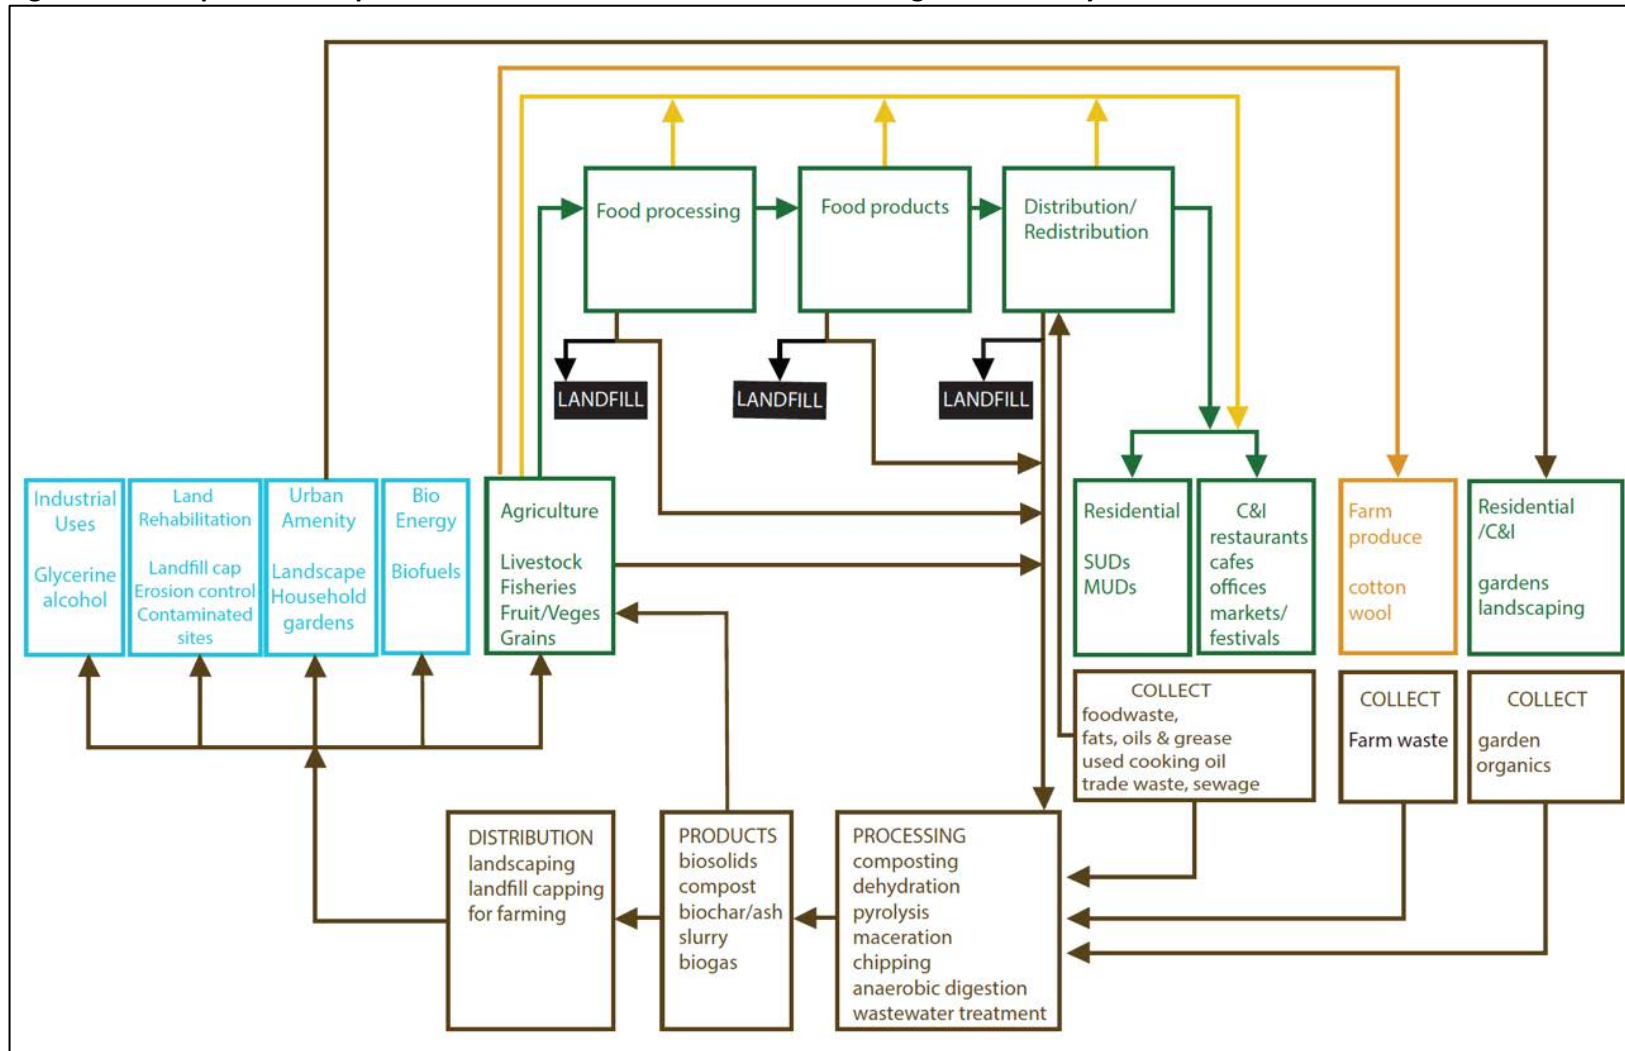 Food processing
Food products
Distribution/
Redistribution
LANDFILL
LANDFILL
LANDFILL
Industrial
Uses
Glycerine
alcohol
Land
Rehabilitation
Landfill cap
Erosion control
Contaminated
sites
Urban
Amenity
Landscape
Household
gardens
Bio
Energy
Biofuels
Agriculture
Livestock
Fisheries
Fruit/Veges
Grains
Residential
SUDs
MUDs
C&I
restaurants
cafes
offices
markets/
festivals
Farm
produce
cotton
wool
Residential
/C&I
gardens
landscaping
COLLECT
foodwaste,
fats, oils & grease
used cooking oil
trade waste, sewage
COLLECT
Farm waste
COLLECT
garden
organics
DISTRIBUTION
landscaping
landfill capping
for farming
PRODUCTS
biosolids
compost
biochar/ash
slurry
biogas
PROCESSING
composting
dehydration
pyrolysis
maceration
chipping
anaerobic digestion
wastewater treatment